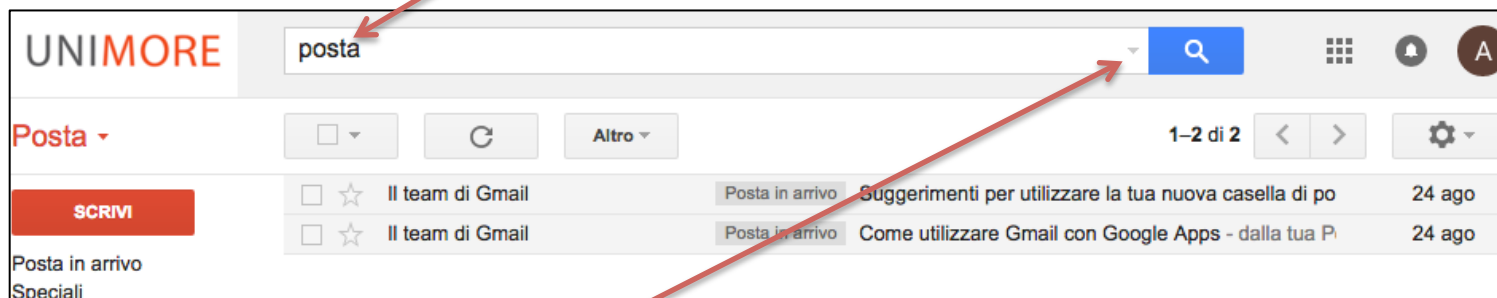 UNIMORE posta A
Posta Altro 1–2 di 2
SCRIVI Il team di Gmail Posta in arrivo Suggerimenti per utilizzare la tua nuova casella di po 24 ago
Il team di Gmail Posta in arrivo Come utilizzare Gmail con Google Apps - dalla tua P 24 ago
Posta in arrivo
Speciali